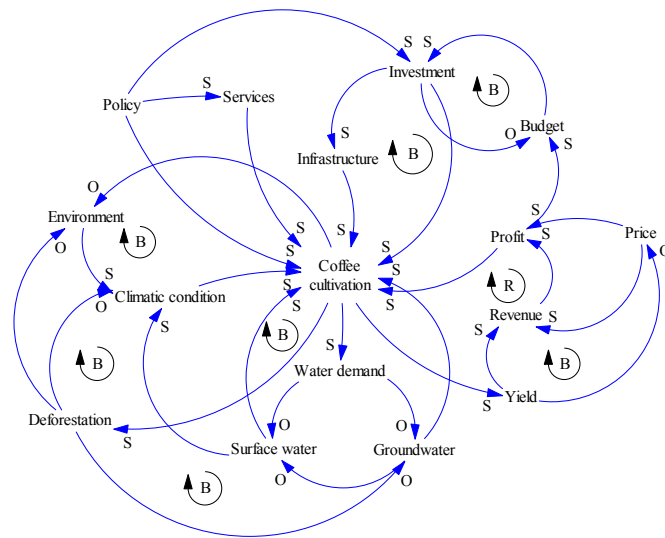 S S
Investment
B
Policy
S
Services
S
Infrastructure
B
O
Budget
S
O
Environment
O
B
S
S
S
S
S
Coffee
cultivation
S
S
S
Profit
S
S
Price
O
S
O
Climatic condition
S
S
S
R
Revenue
S
S
B
B
B
S
Water demand
Yield
S
Deforestation
S
O
O
Surface water
Groundwater
O
O
B